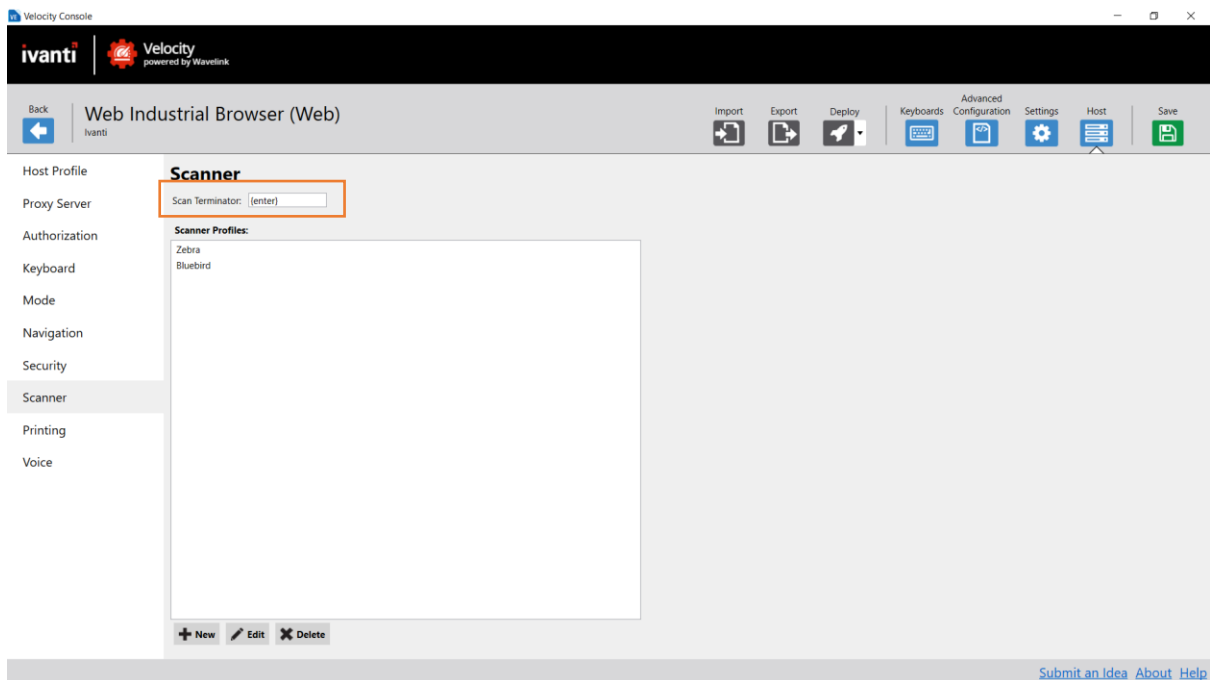 Velocity Console
ivanti
Velocity
powered by Wavelink
Back
Web Industrial Browser (Web)
Ivanti
Import
Export
Deploy
Keyboards
Advanced
Configuration
Settings
Host
Save
Host Profile
Proxy Server
Authorization
Keyboard
Mode
Navigation
Security
Scanner
Printing
Voice
Scanner
Scan Terminator: {enter}
Scanner Profiles:
Zebra
Bluebird
New Edit Delete
Submit an Idea About Help